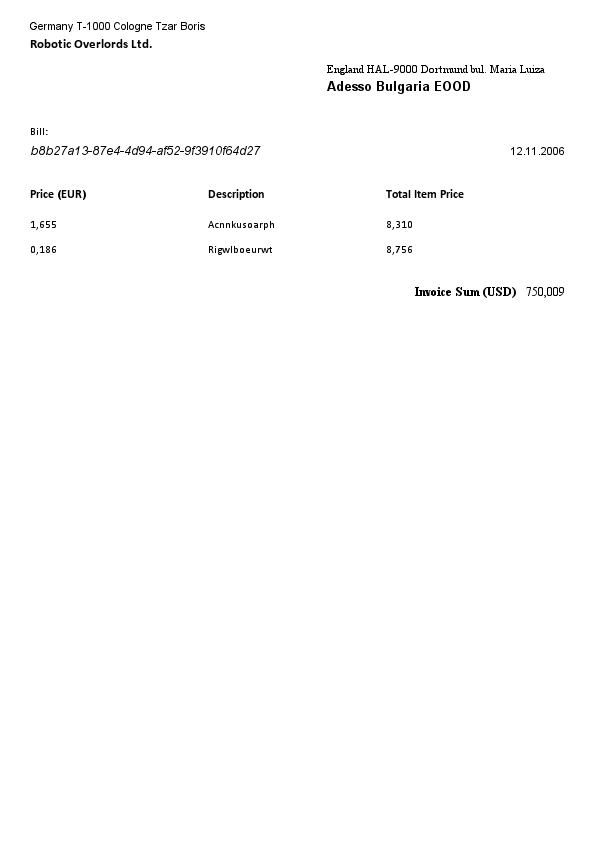 Germany T-1000 Cologne Tzar Boris
Robotic Overlords Ltd.
England HAL-9000 Dortmund bul. Maria Luiza
Adesso Bulgaria EOOD
Bill:
b8b27a13-87e4-4d94-af52-9f3910f64d27 12.11.2006
Price (EUR) Description Total Item Price
1,655 Acnnkusoarph 8,310
0,186 Rigwlboeurwt 8,756
Invoice Sum (USD) 750,009